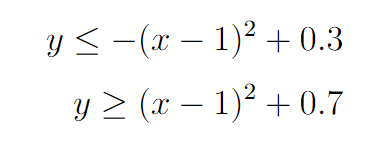 y ≤ −(x − 1)² + 0.3
y ≥ (x − 1)² + 0.7